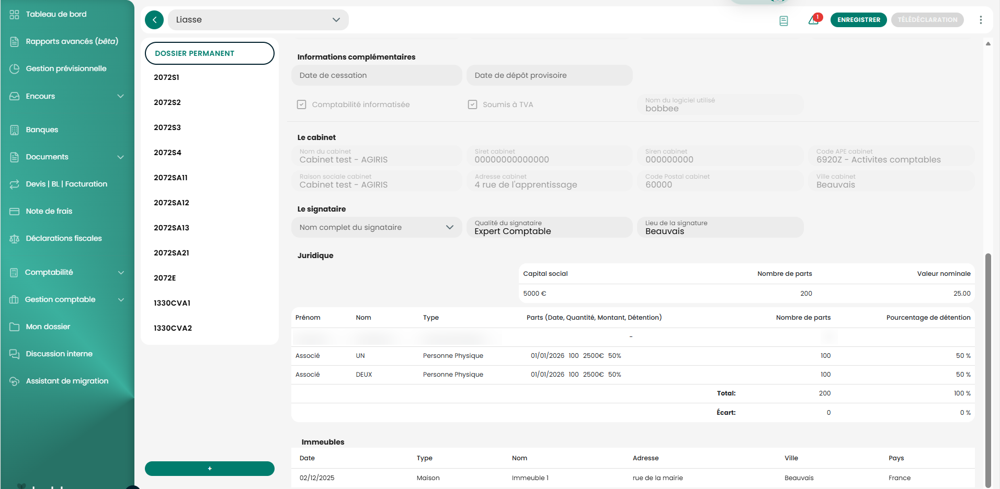 Tableau de bord
Rapports avancés (bêta)
Gestion prévisionnelle
Encours
Banques
Documents
Devis | BL | Facturation
Note de frais
Déclarations fiscales
Comptabilité
Gestion comptable
Mon dossier
Discussion interne
Assistant de migration
Liasse
1
ENREGISTRER
TÉLÉDÉCLARATION
DOSSIER PERMANENT
2072S1
2072S2
2072S3
2072S4
2072SA11
2072SA12
2072SA13
2072SA21
2072E
1330CVA1
1330CVA2
+
Informations complémentaires
Date de cessation
Date de dépôt provisoire
Comptabilité informatisée
Soumis à TVA
Nom du logiciel utilisé
bobbee
Le cabinet
Nom du cabinet
Cabinet test - AGIRIS
Siret cabinet
00000000000000
Siren cabinet
000000000
Code APE cabinet
6920Z - Activites comptables
Raison sociale cabinet
Cabinet test - AGIRIS
Adresse cabinet
4 rue de l'apprentissage
Code Postal cabinet
60000
Ville cabinet
Beauvais
Le signataire
Nom complet du signataire
Qualité du signataire
Expert Comptable
Lieu de la signature
Beauvais
Juridique
Capital social Nombre de parts Valeur nominale
5000 € 200 25.00
Prénom Nom Type Parts (Date, Quantité, Montant, Détention) Nombre de parts Pourcentage de détention
-
Associé UN Personne Physique 01/01/2026 100 2500€ 50% 100 50 %
Associé DEUX Personne Physique 01/01/2026 100 2500€ 50% 100 50 %
Total: 200 100 %
Écart: 0 0 %
Immeubles
Date Type Nom Adresse Ville Pays
02/12/2025 Maison Immeuble 1 rue de la mairie Beauvais France